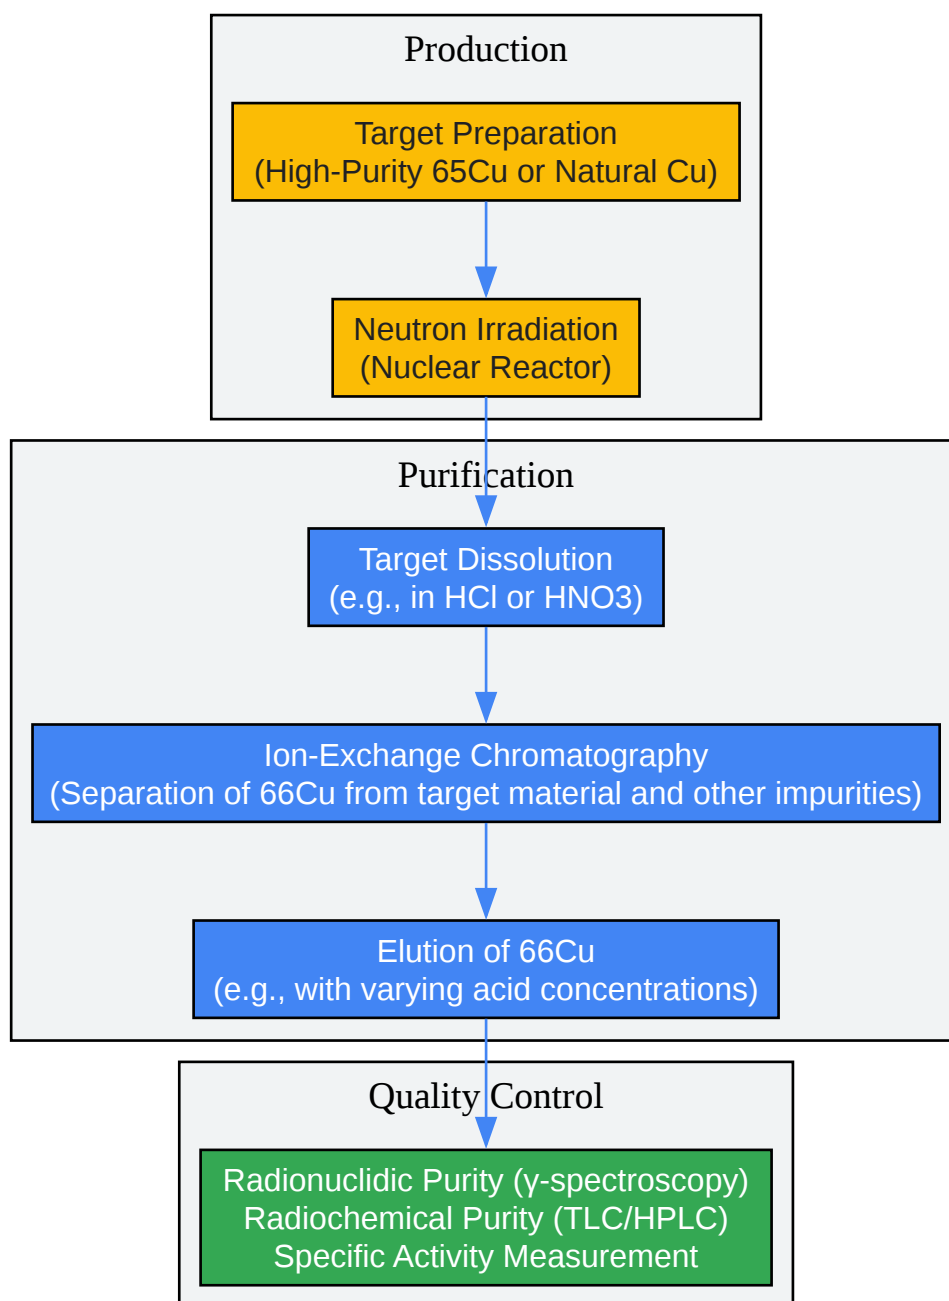 Production
Target Preparation
(High-Purity 65Cu or Natural Cu)
Neutron Irradiation
(Nuclear Reactor)
Purification
Target Dissolution
(e.g., in HCl or HNO3)
Ion-Exchange Chromatography
(Separation of 66Cu from target material and other impurities)
Elution of 66Cu
(e.g., with varying acid concentrations)
Quality Control
Radionuclidic Purity (γ-spectroscopy)
Radiochemical Purity (TLC/HPLC)
Specific Activity Measurement